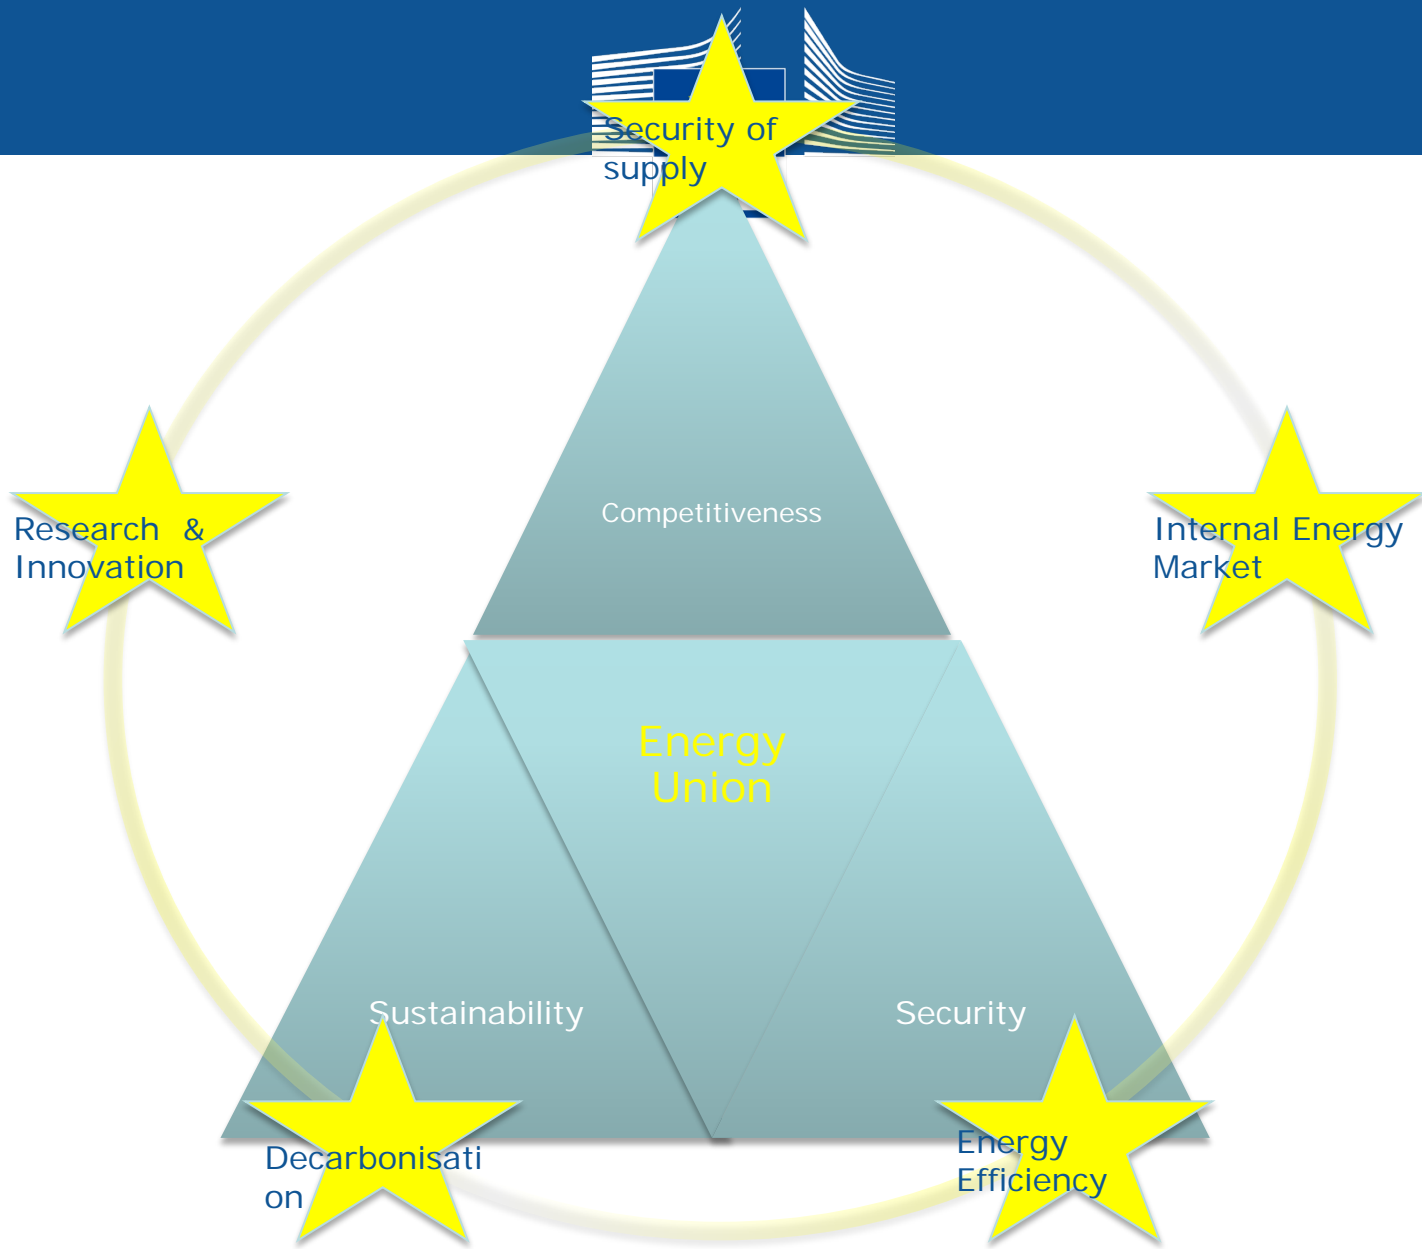 Security of
supply
Research & 
Innovation
Internal Energy
Market
Competitiveness
Energy
Union
Sustainability
Security
Decarbonisati
on
Energy
Efficiency